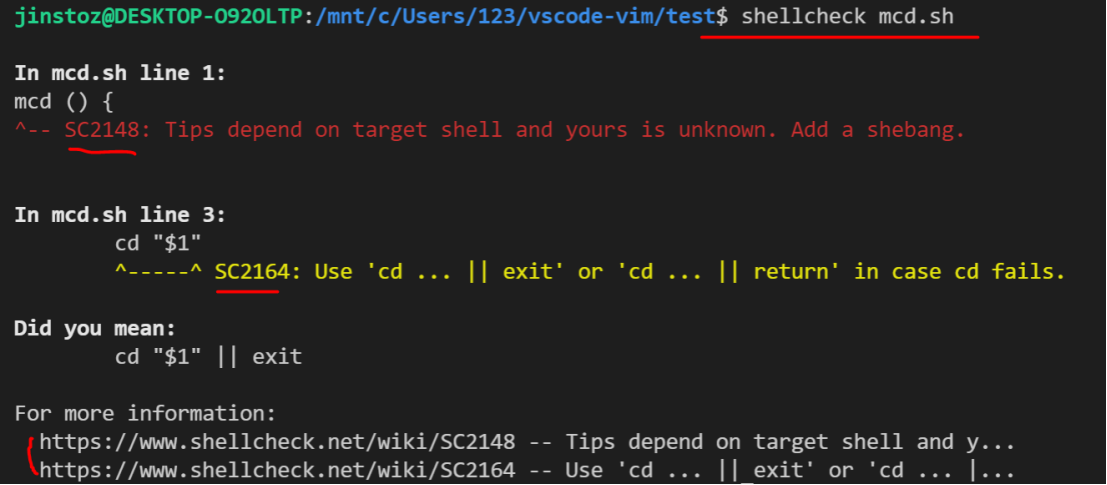 jinstoz@DESKTOP-O92OLTP:/mnt/c/Users/123/vscode-vim/test$ shellcheck mcd.sh
In mcd.sh line 1:
mcd () {
^-- SC2148: Tips depend on target shell and yours is unknown. Add a shebang.
In mcd.sh line 3:
cd "$1"
^-----^ SC2164: Use 'cd ... || exit' or 'cd ... || return' in case cd fails.
Did you mean:
cd "$1" || exit
For more information:
https://www.shellcheck.net/wiki/SC2148 -- Tips depend on target shell and y...
https://www.shellcheck.net/wiki/SC2164 -- Use 'cd ... || exit' or 'cd ... |...